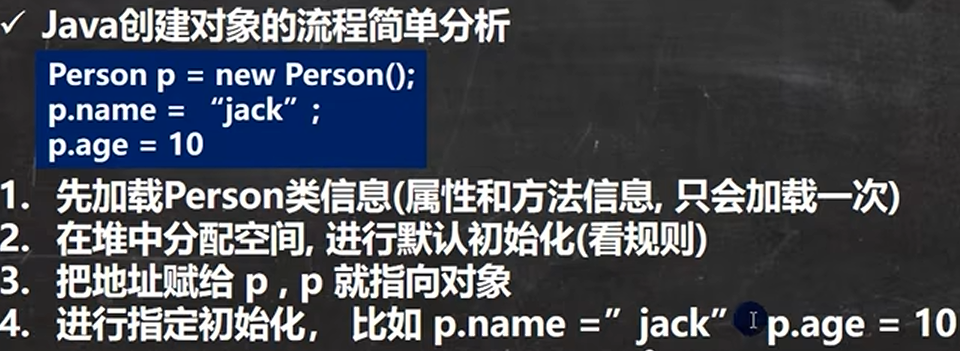 ✓ Java创建对象的流程简单分析
Person p = new Person();
p.name = “jack”;
p.age = 10
1. 先加载Person类信息(属性和方法信息, 只会加载一次)
2. 在堆中分配空间, 进行默认初始化(看规则)
3. 把地址赋给 p , p 就指向对象
4. 进行指定初始化， 比如 p.name =”jack” p.age = 10